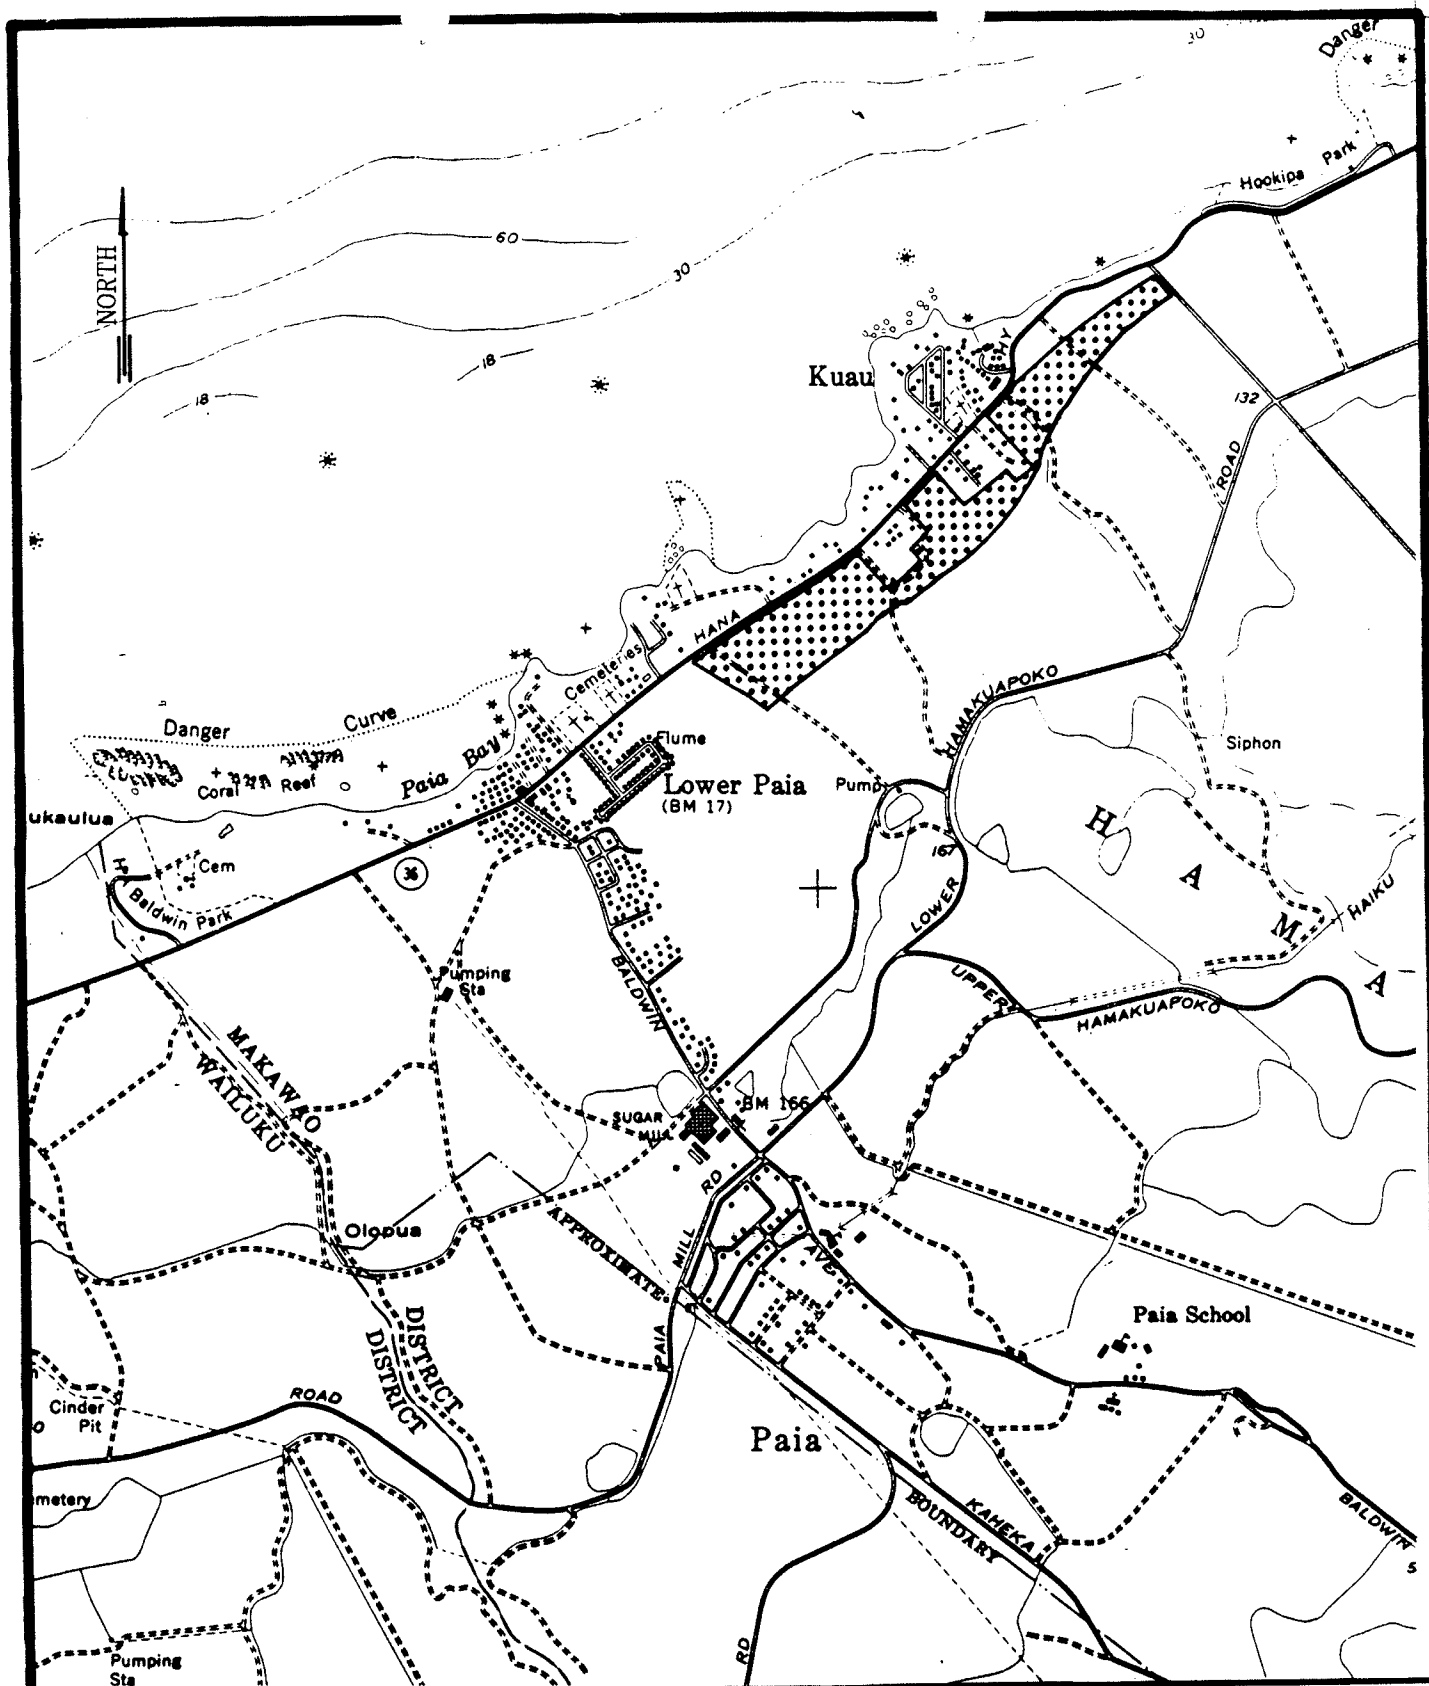 30
Danger
Hookipa Park
NORTH
60
30
18
18
Kuau
HY
132
ROAD
HANA
Cemeteries
HAMAKUAPOKO
Danger Curve
Paia Bay
Flume
Siphon
Coral Reef
Lower Paia
(BM 17)
Pump
ukaulua
H
36
167
Cem
A
HAIKU
Baldwin Park
LOWER
M
BALDWIN
Pumping
Sta
UPPER
A
HAMAKUAPOKO
MAKAWAO
WAILUKU
BM 166
SUGAR
MILL
RD
Olopua
APPROXIMATE
MILL
AVE
DISTRICT
DISTRICT
Paia School
PAIA
ROAD
Cinder
Pit
Paia
metery
BALDWIN
KAHEKA
BOUNDARY
5
RD
Pumping
Sta